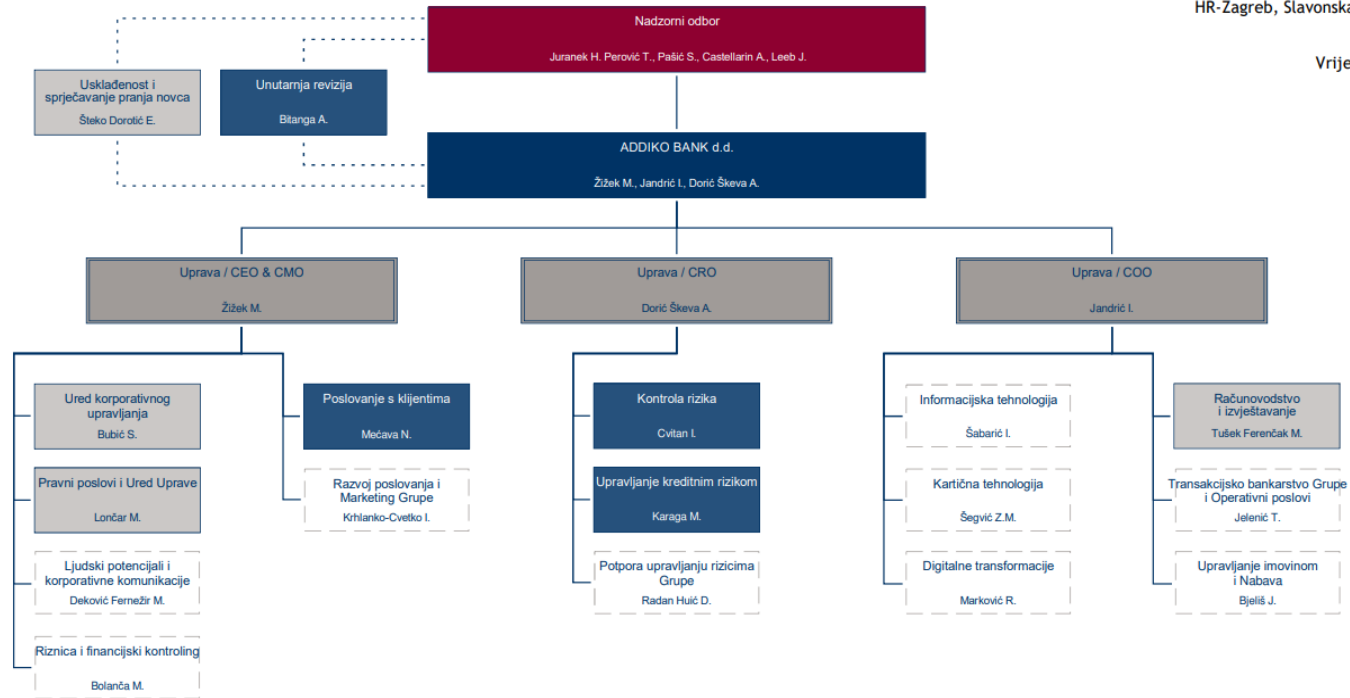 HR-Zagreb, Slavonska
Vrije
Nadzorni odbor
Juranek H. Perović T., Pašić S., Castellarin A., Leeb J.
Usklađenost i
sprječavanje pranja novca
Šteko Dorotić E.
Unutarnja revizija
Bitanga A.
ADDIKO BANK d.d.
Žižek M., Jandrić I., Dorić Škeva A.
Uprava / CEO & CMO
Žižek M.
Uprava / CRO
Dorić Škeva A.
Uprava / COO
Jandrić I.
Ured korporativnog
upravljanja
Bubić S.
Pravni poslovi i Ured Uprave
Lončar M.
Ljudski potencijali i
korporativne komunikacije
Deković Fernežir M.
Riznica i financijski kontroling
Bolanča M.
Poslovanje s klijentima
Mećava N.
Razvoj poslovanja i
Marketing Grupe
Krhlanko-Cvetko I.
Kontrola rizika
Cvitan I.
Upravljanje kreditnim rizikom
Karaga M.
Potpora upravljanju rizicima
Grupe
Radan Huić D.
Informacijska tehnologija
Šabarić I.
Kartična tehnologija
Šegvić Z.M.
Digitalne transformacije
Marković R.
Računovodstvo
i izvještavanje
Tušek Ferenčak M.
Transakcijsko bankarstvo Grupe
i Operativni poslovi
Jelenić T.
Upravljanje imovinom
i Nabava
Bjeliš J.